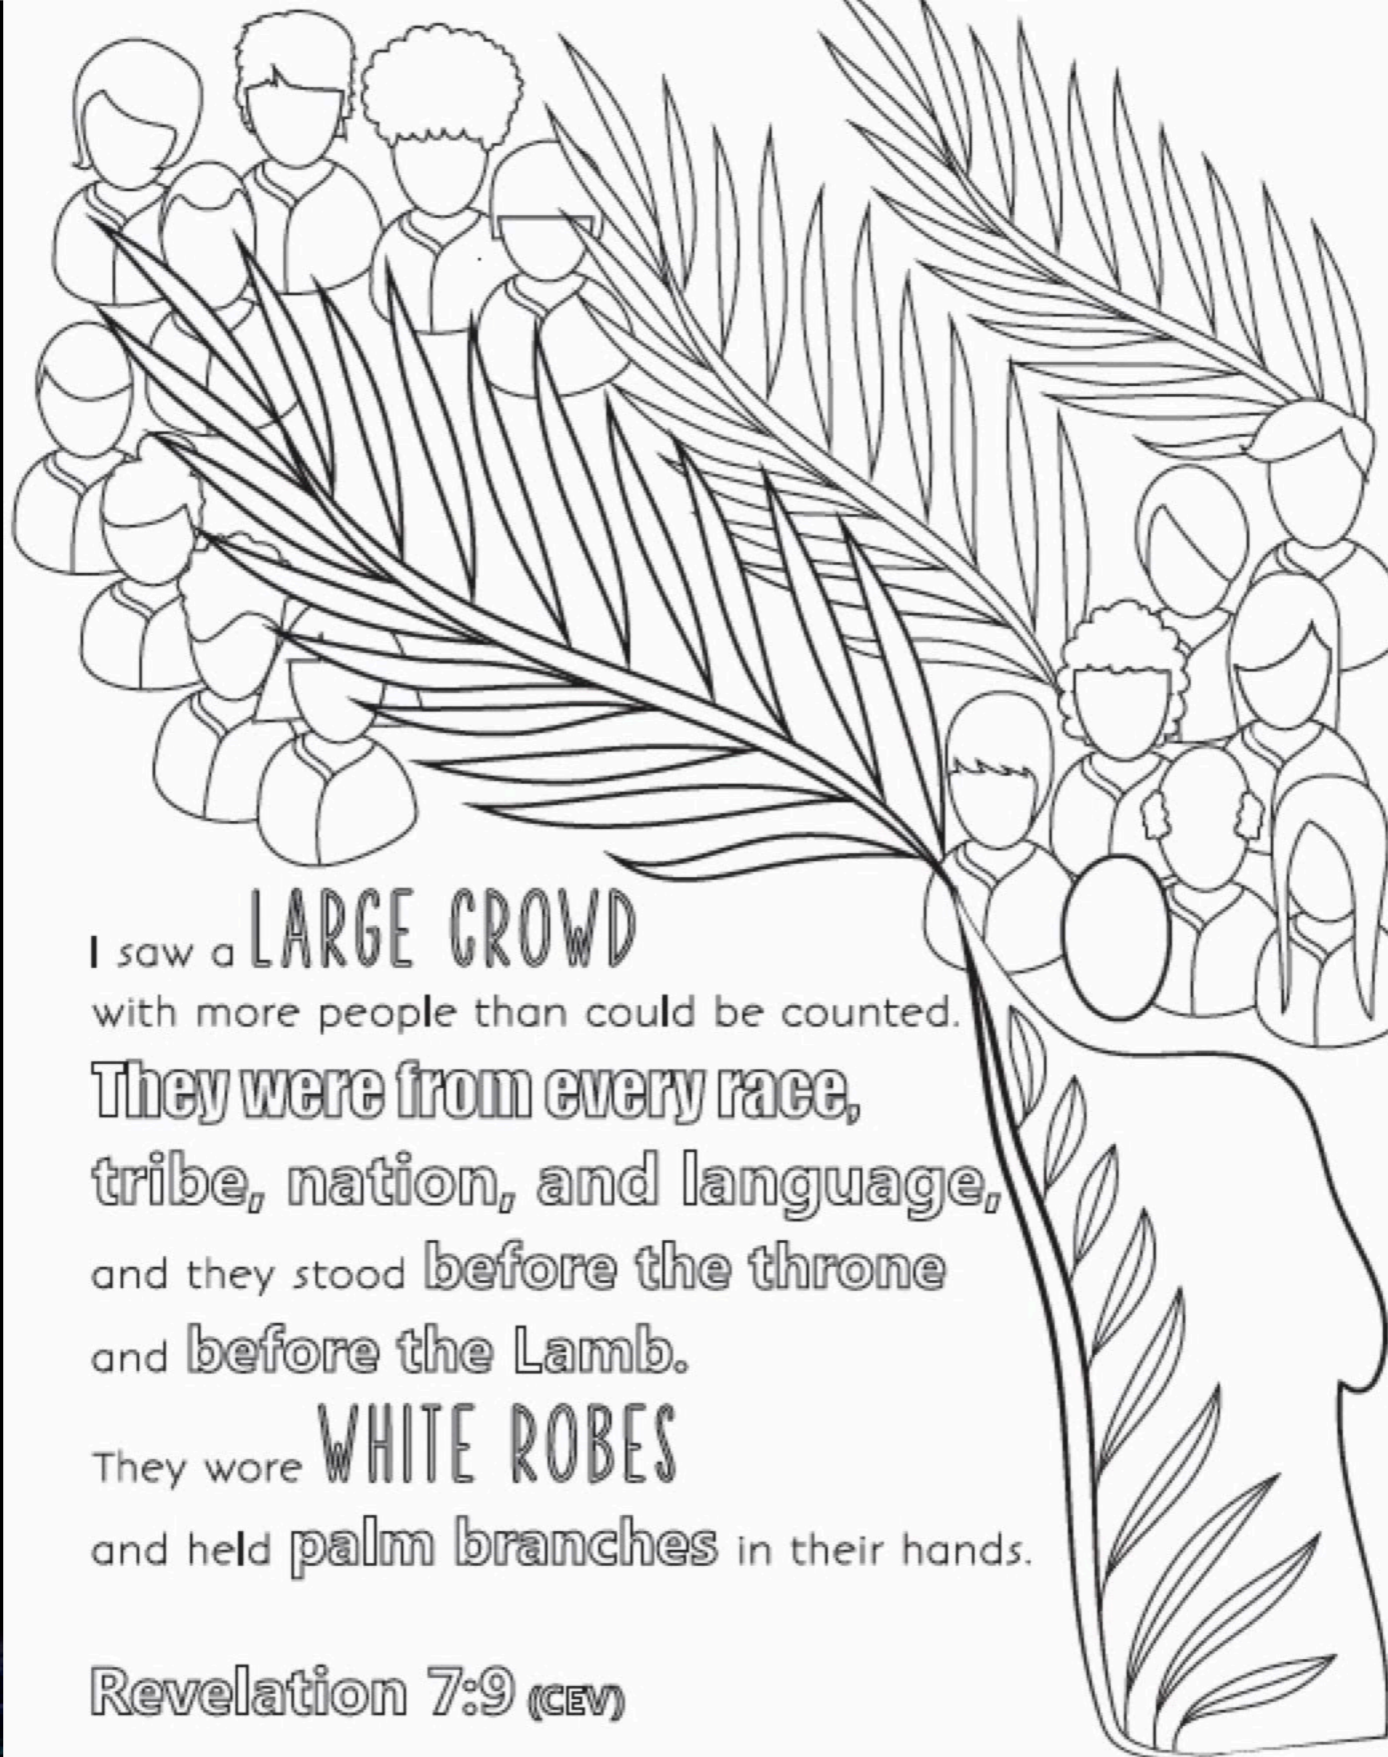 I saw a LARGE CROWD
with more people than could be counted.
They were from every race,
tribe, nation, and language,
and they stood before the throne
and before the Lamb.
They wore WHITE ROBES
and held palm branches in their hands.
Revelation 7:9 (CEV)